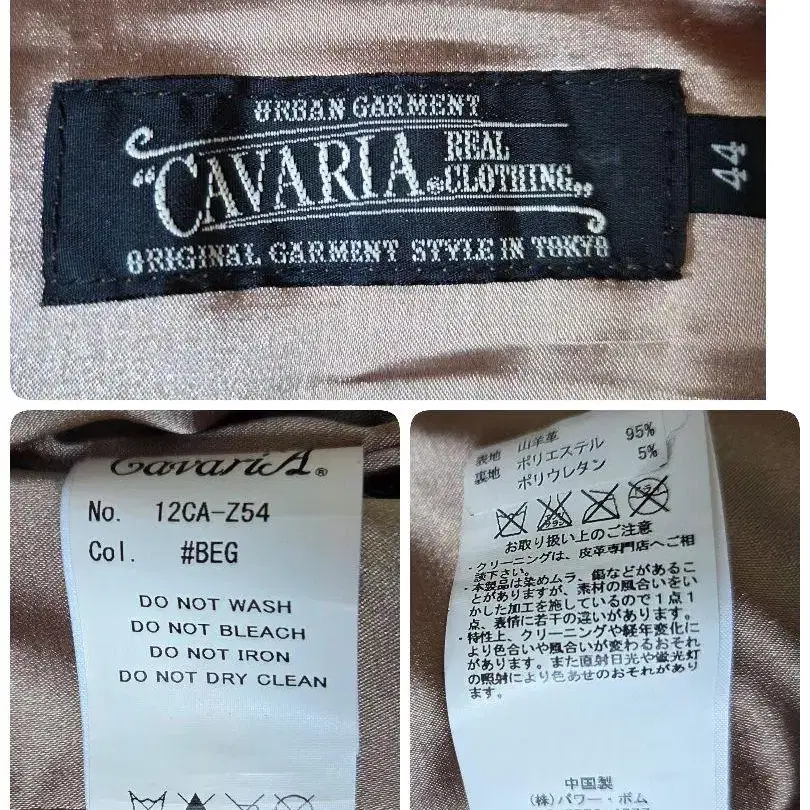 URBAN GARMENT
"CAVARIA® REAL CLOTHING"
ORIGINAL GARMENT STYLE IN TOKYO
44
CavariA®
No. 12CA-Z54
Col. #BEG
DO NOT WASH
DO NOT BLEACH
DO NOT IRON
DO NOT DRY CLEAN
表地 山羊革
裏地 ポリエステル 95%
ポリウレタン 5%
お取り扱い上のご注意
・クリーニングは、皮革専門店へご相
談下さい。
・本製品は染めムラ、傷などがあるこ
とがありますが、素材の風合いをい
かした加工を施しているので1点1
点、表情に若干の違いがあります。
・特性上、クリーニングや経年変化に
より色合いや風合いが変わるおそれ
があります。また直射日光や蛍光灯
の照射により色あせのおそれがあり
ます。
中国製
(株)パワー・ボム